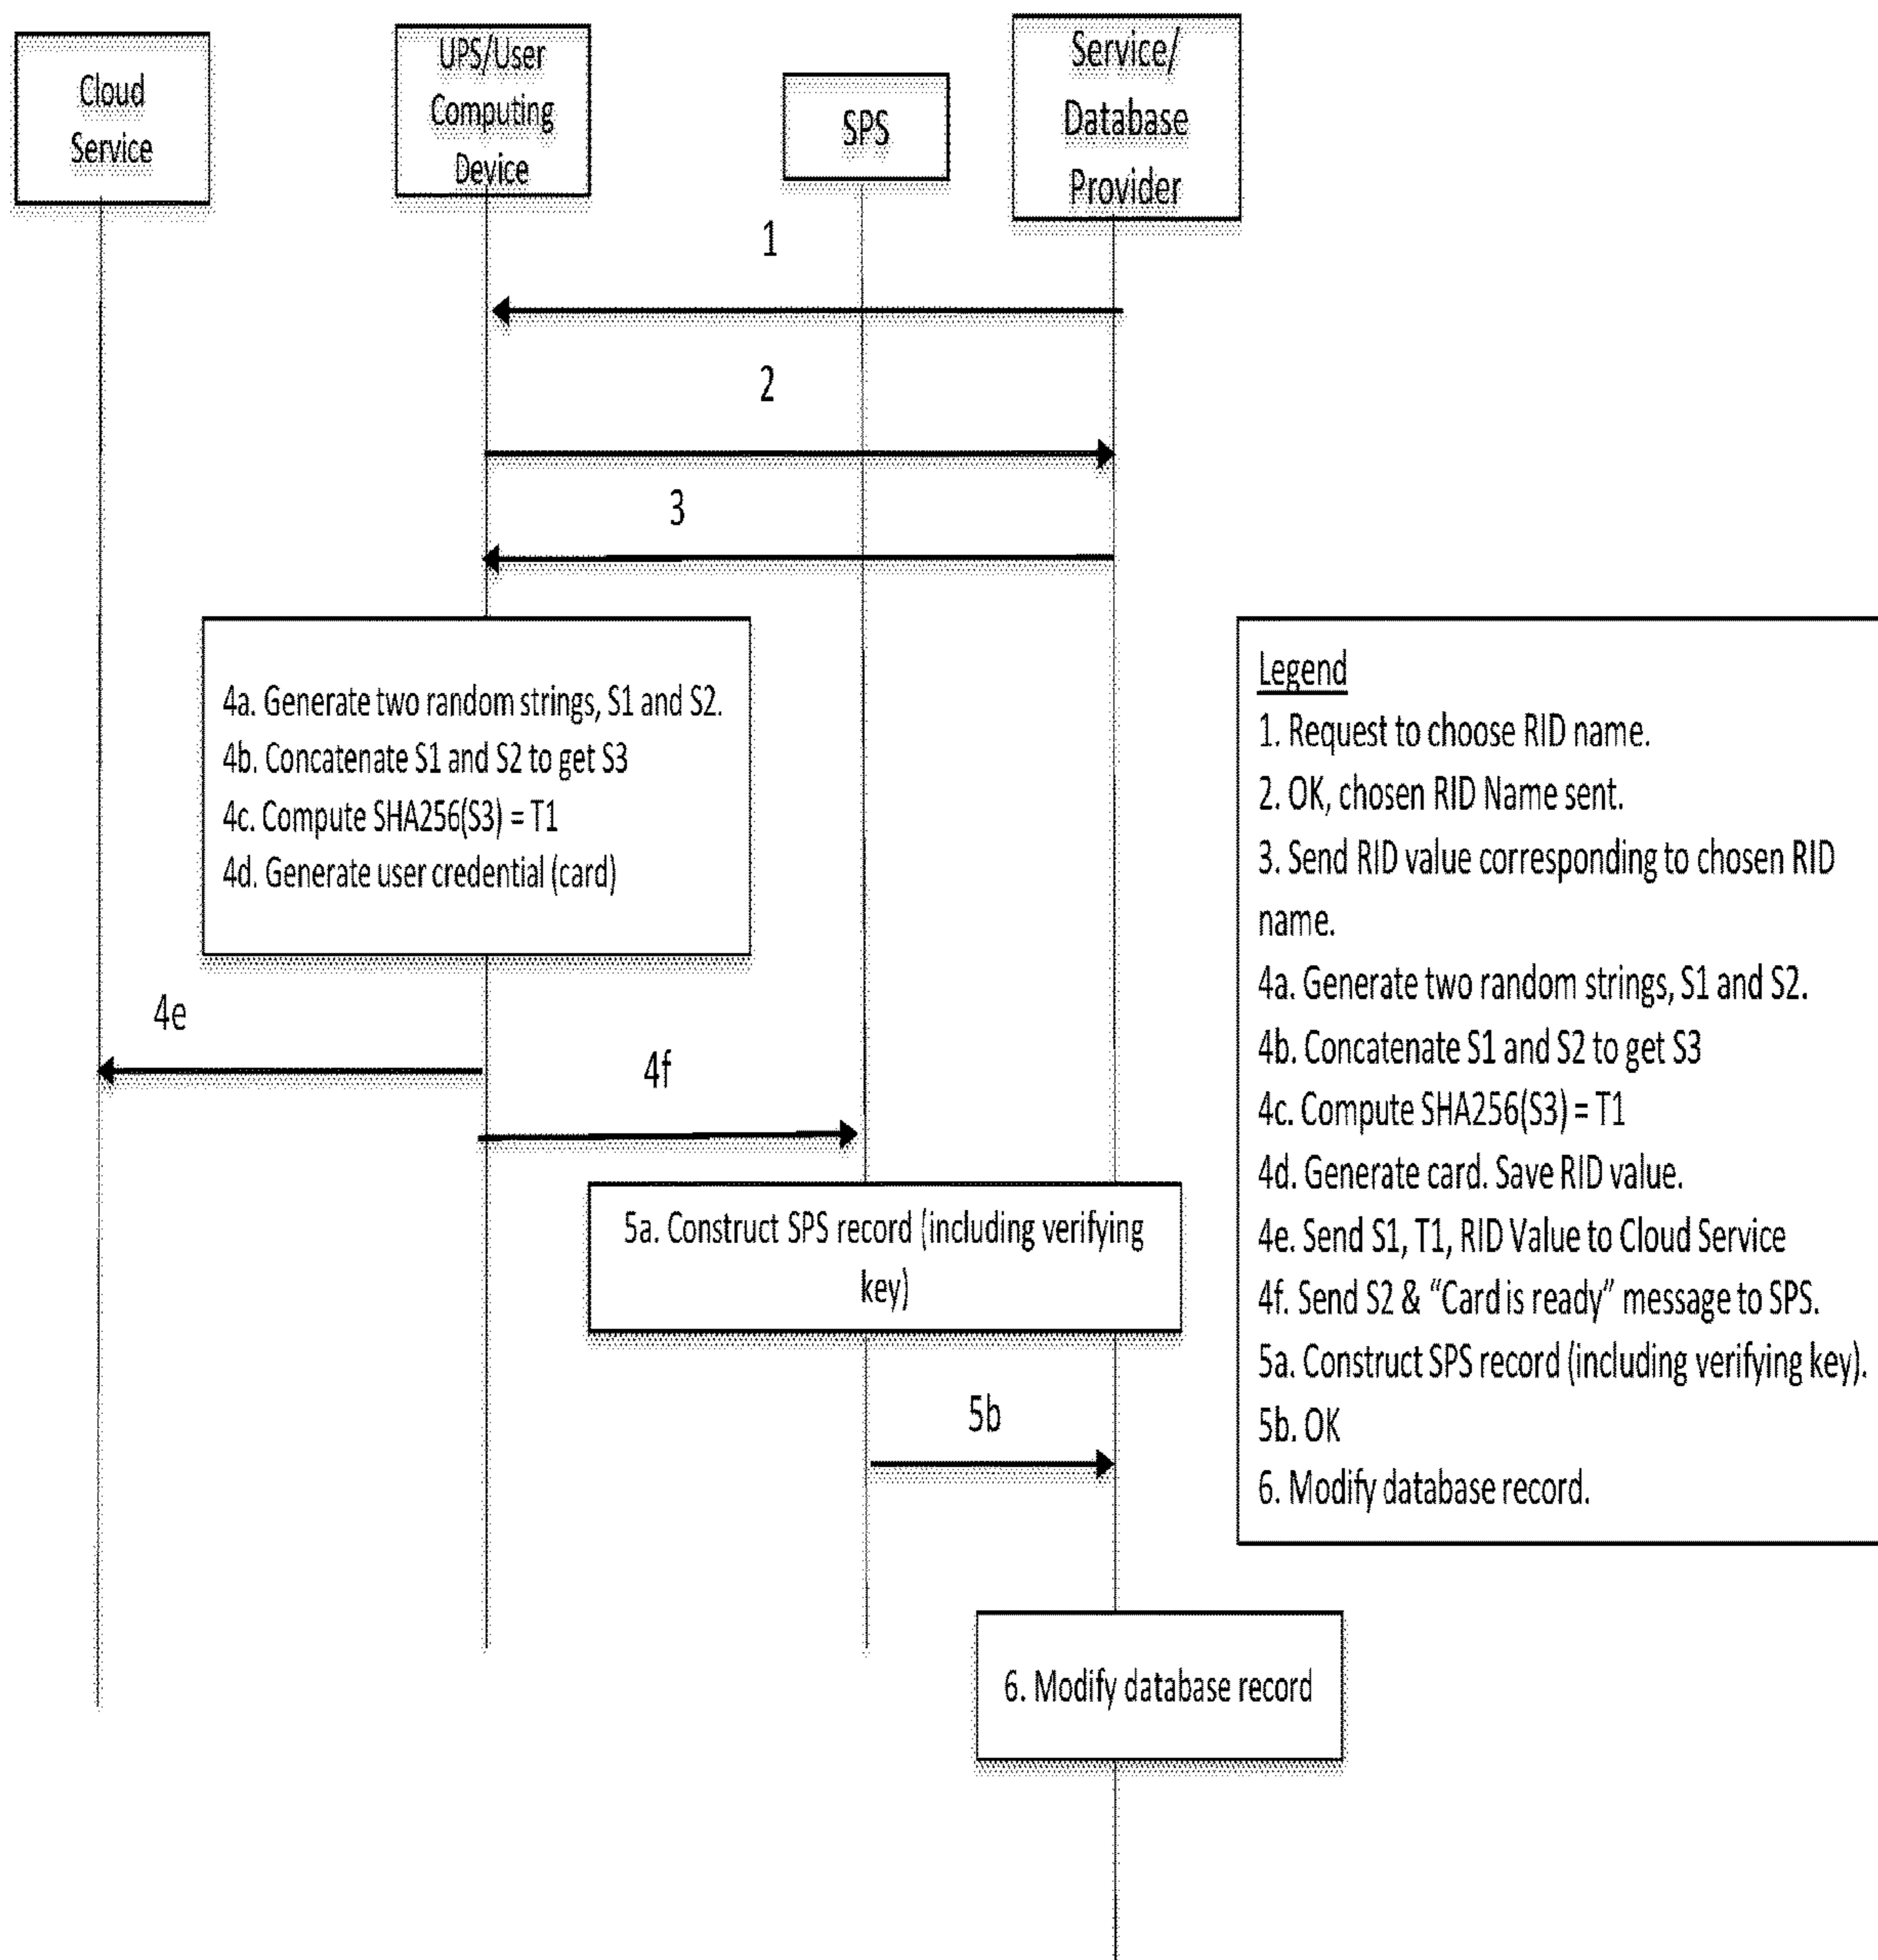 Cloud
Service
UPS/User
Computing
Device
SPS
Service/
Database
Provider
1
2
3
4a. Generate two random strings, S1 and S2.
4b. Concatenate S1 and S2 to get S3
4c. Compute SHA256(S3) = T1
4d. Generate user credential (card)
4e
4f
5a. Construct SPS record (including verifying
key)
5b
6. Modify database record
Legend
1. Request to choose RID name.
2. OK, chosen RID Name sent.
3. Send RID value corresponding to chosen RID
name.
4a. Generate two random strings, S1 and S2.
4b. Concatenate S1 and S2 to get S3
4c. Compute SHA256(S3) = T1
4d. Generate card. Save RID value.
4e. Send S1, T1, RID Value to Cloud Service
4f. Send S2 & “Card is ready” message to SPS.
5a. Construct SPS record (including verifying key).
5b. OK
6. Modify database record.